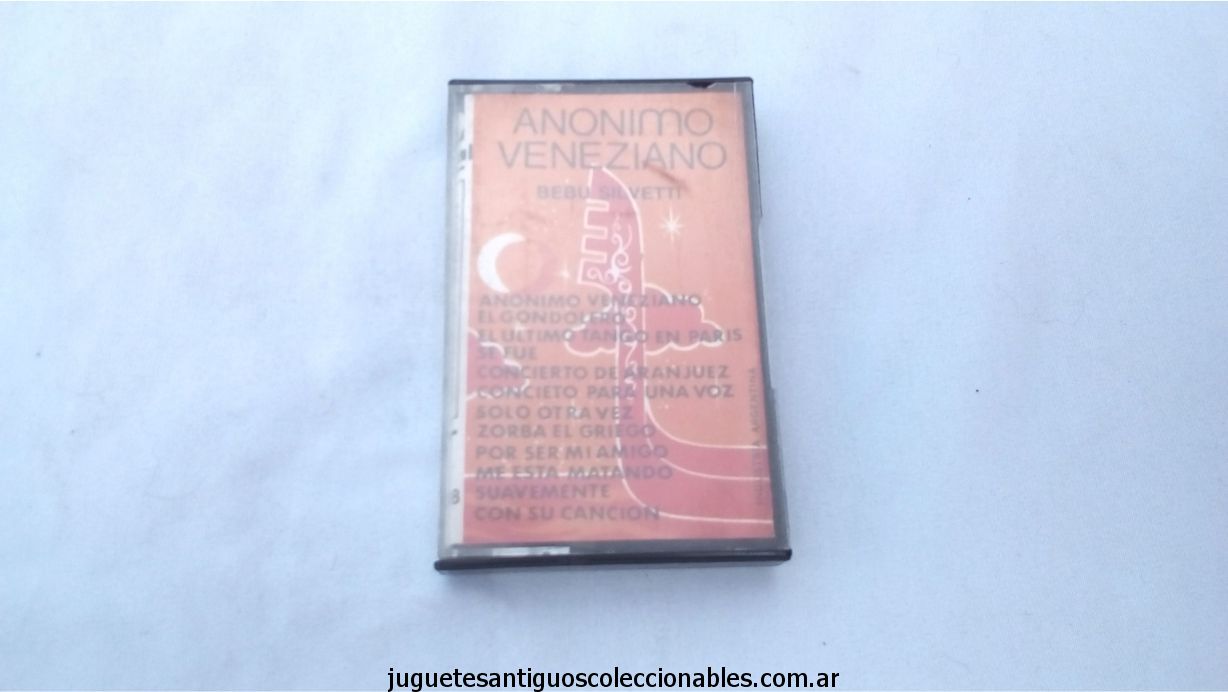 ANONIMO
VENEZIANO
BEBU SILVETTI
ANONIMO VENEZIANO
EL GONDOLERO
EL ULTIMO TANGO EN PARIS
SE FUE
CONCIERTO DE ARANJUEZ
CONCIETO PARA UNA VOZ
SOLO OTRA VEZ
ZORBA EL GRIEGO
POR SER MI AMIGO
ME ESTA MATANDO
SUAVEMENTE
CON SU CANCION
ARGENTINA
juguetesantiguoscoleccionables.com.ar